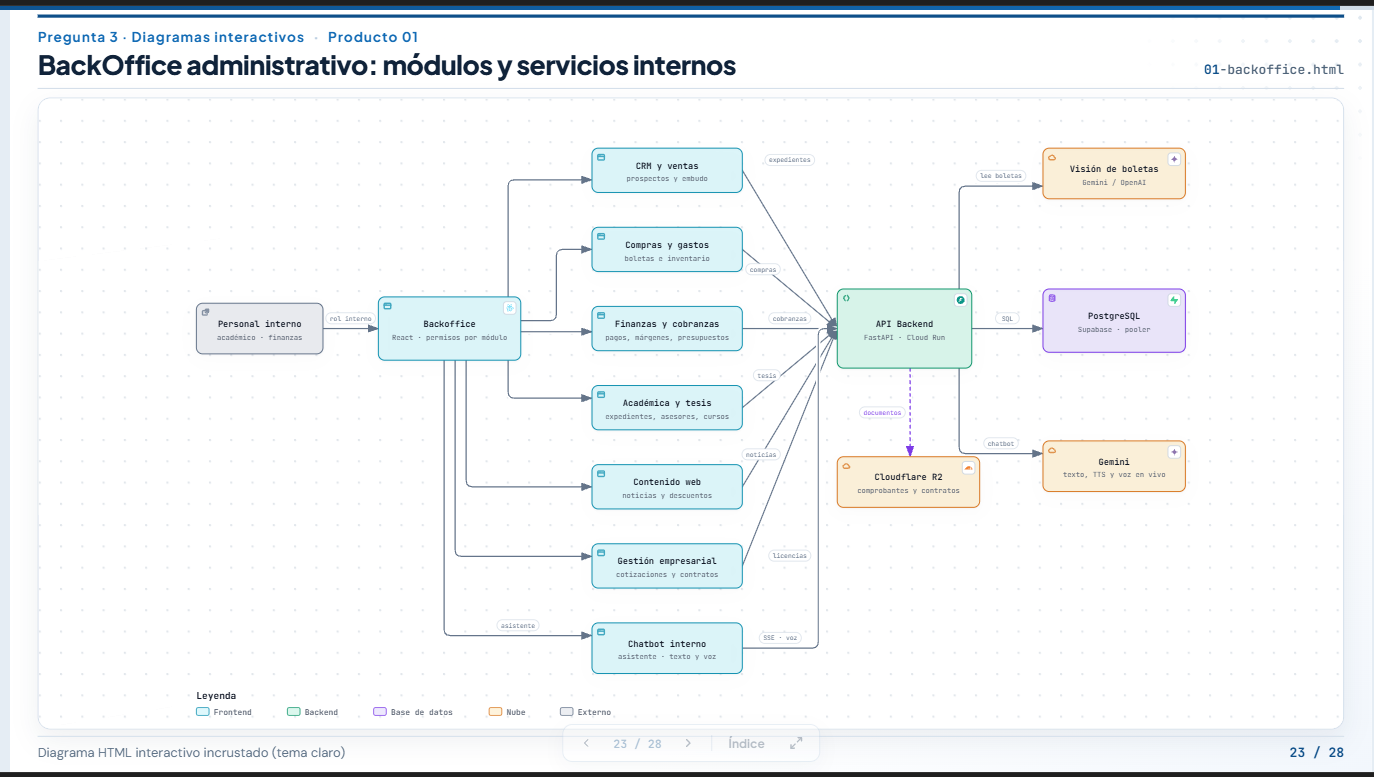 Pregunta 3 · Diagramas interactivos · Producto 01
BackOffice administrativo: módulos y servicios internos
01-backoffice.html
Personal interno
académico · finanzas
rol interno
Backoffice
React · permisos por módulo
CRM y ventas
prospectos y embudo
expedientes
Compras y gastos
boletas e inventario
compras
Finanzas y cobranzas
pagos, márgenes, presupuestos
cobranzas
Académica y tesis
expedientes, asesores, cursos
tesis
Contenido web
noticias y descuentos
noticias
Gestión empresarial
cotizaciones y contratos
licencias
asistente
Chatbot interno
asistente · texto y voz
SSE · voz
API Backend
FastAPI · Cloud Run
lee boletas
Visión de boletas
Gemini / OpenAI
SQL
PostgreSQL
Supabase · pooler
documentos
Cloudflare R2
comprobantes y contratos
chatbot
Gemini
texto, TTS y voz en vivo
Leyenda
Frontend
Backend
Base de datos
Nube
Externo
23 / 28
Índice
Diagrama HTML interactivo incrustado (tema claro)
23 / 28